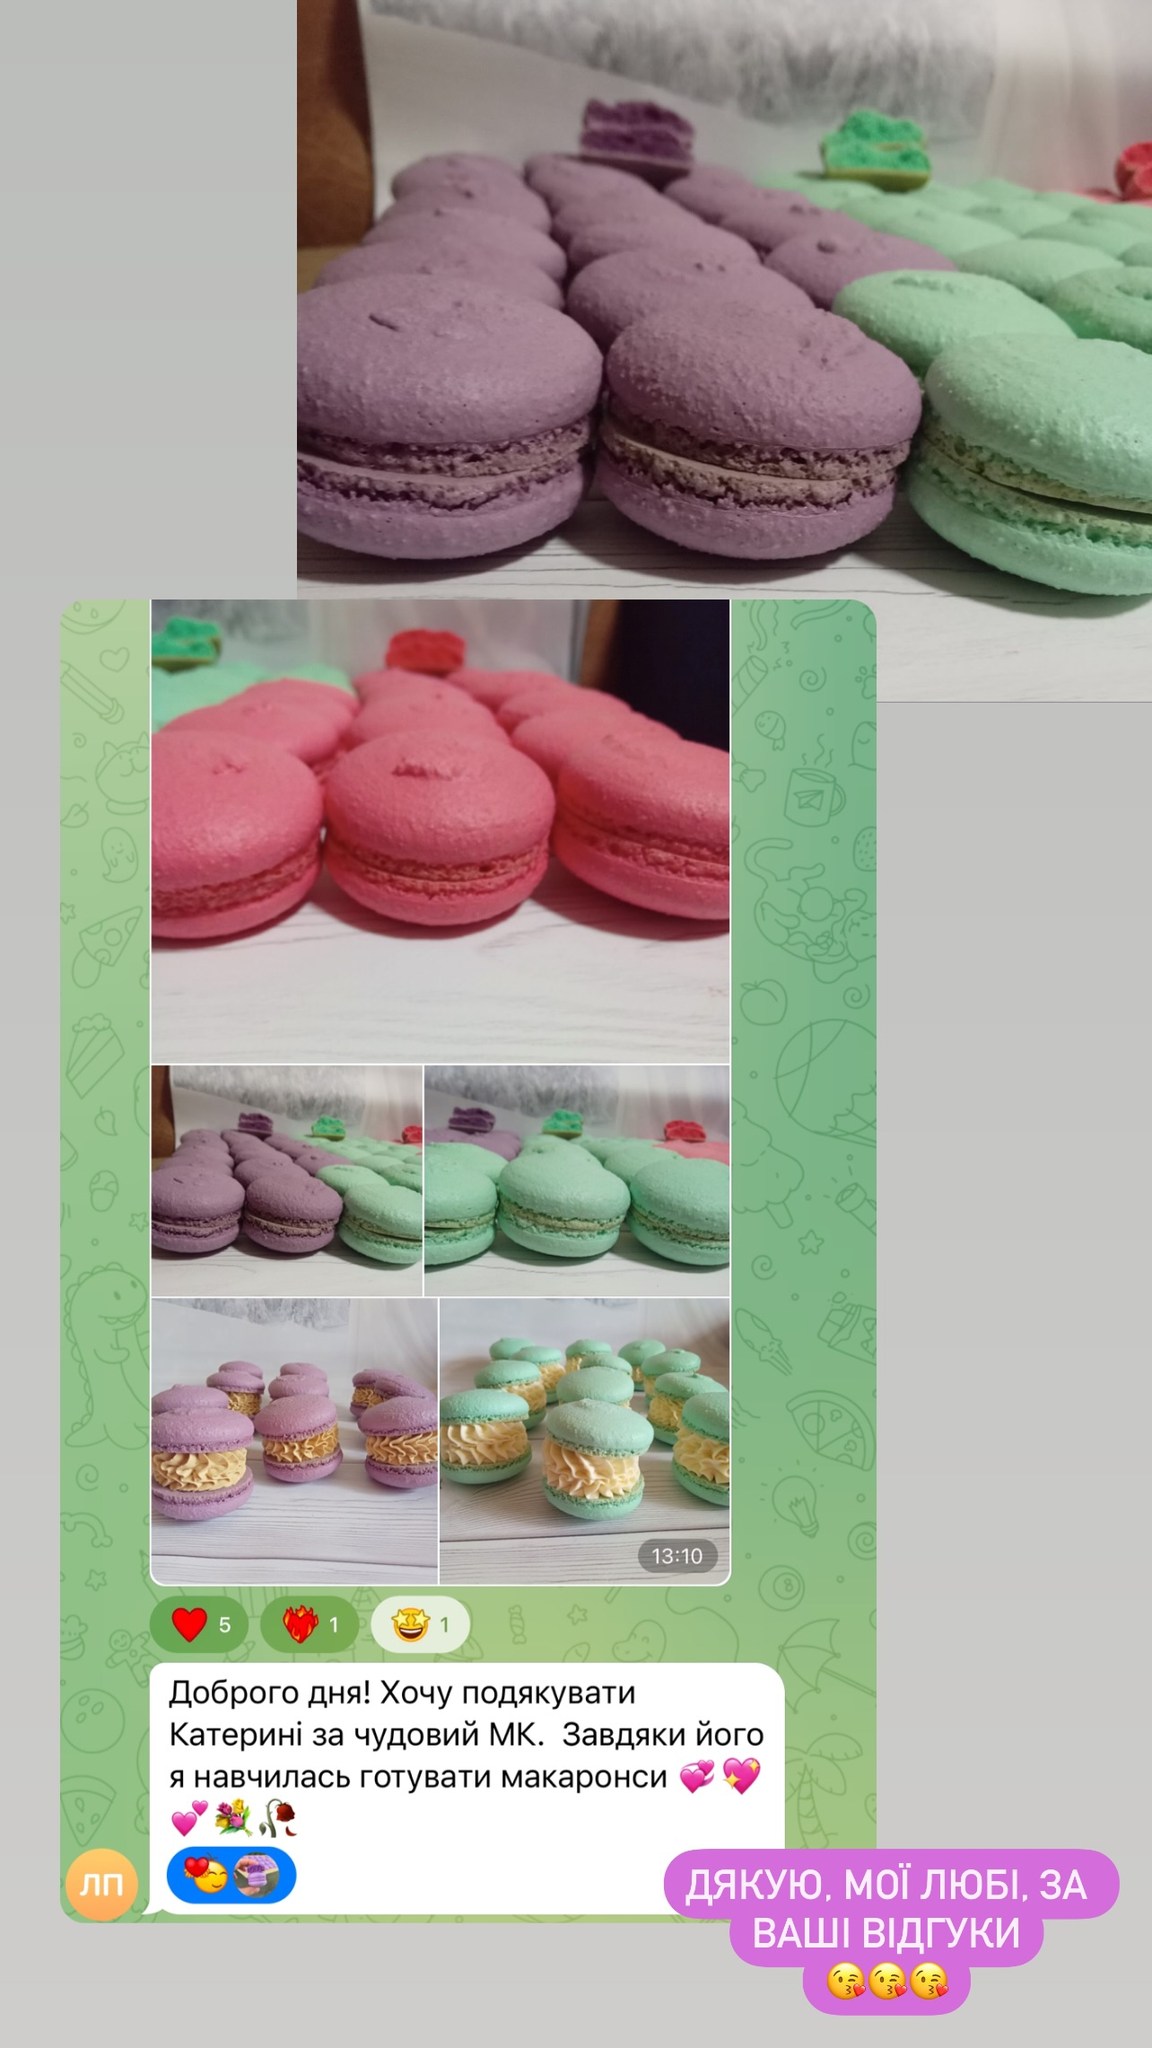 13:10
5
1
1
Доброго дня! Хочу подякувати
Катерині за чудовий МК.  Завдяки його
я навчилась готувати макаронси 💞💖
💕💐🥀
ЛП
ДЯКУЮ, МОЇ ЛЮБІ, ЗА
ВАШІ ВІДГУКИ
😘😘😘